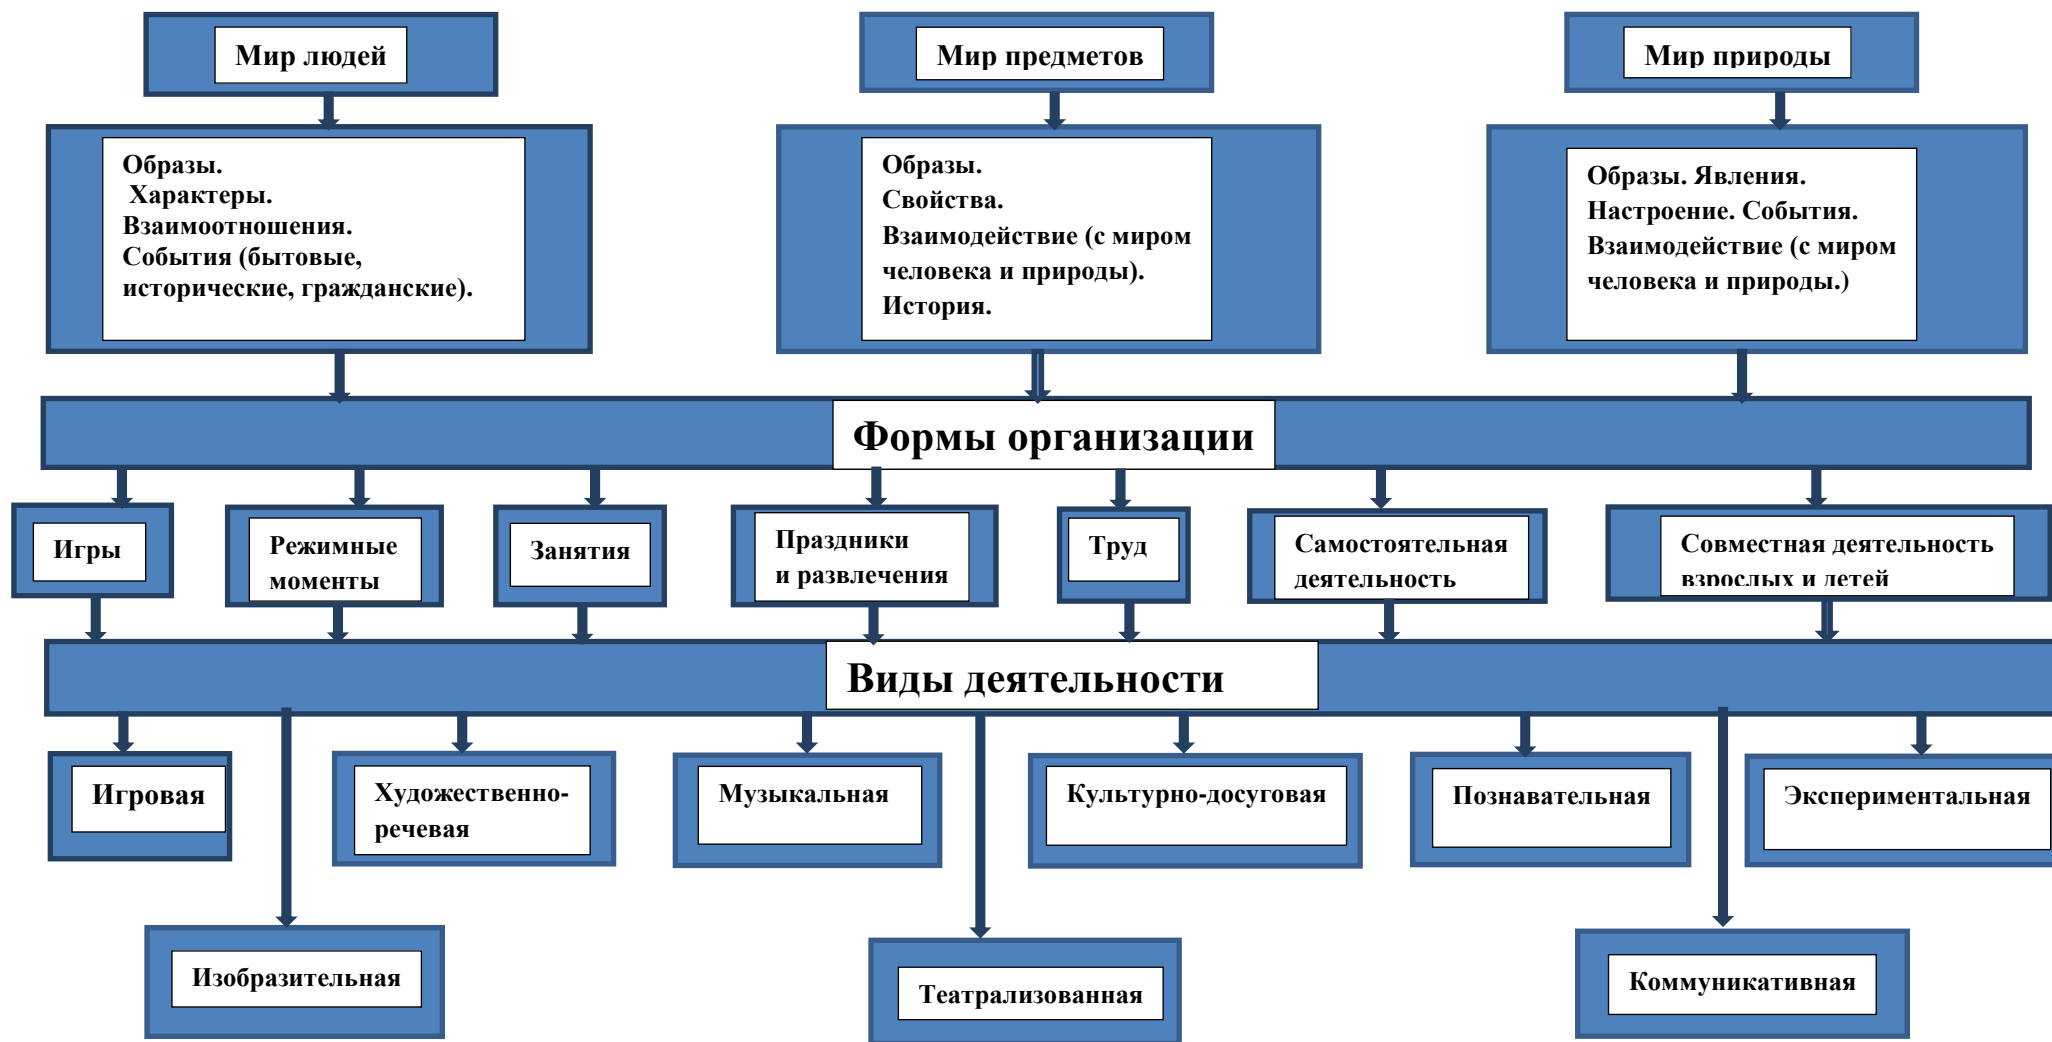 Мир людей
Мир предметов
Мир природы
Образы.
Характеры.
Взаимоотношения.
События (бытовые,
исторические, гражданские).
Образы.
Свойства.
Взаимодействие (с миром
человека и природы).
История.
Образы. Явления.
Настроение. События.
Взаимодействие (с миром
человека и природы.)
Формы организации
Игры
Режимные
моменты
Занятия
Праздники
и развлечения
Труд
Самостоятельная
деятельность
Совместная деятельность
взрослых и детей
Виды деятельности
Игровая
Художественно-
речевая
Музыкальная
Культурно-досуговая
Познавательная
Экспериментальная
Изобразительная
Театрализованная
Коммуникативная